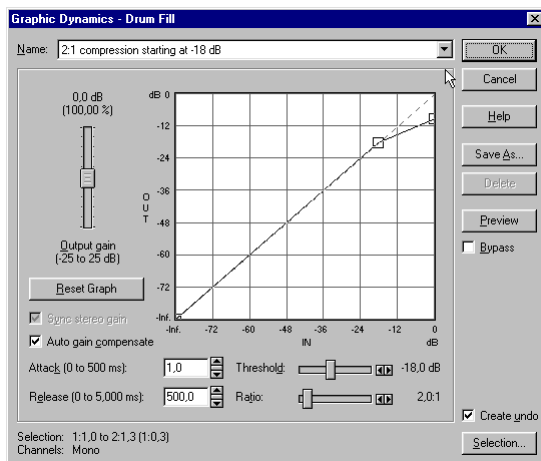 Graphic Dynamics - Drum Fill
Name: 2:1 compression starting at -18 dB
OK
Cancel
Help
Save As...
Delete
Preview
Bypass
0,0 dB
(100,00 %)
Output gain
(-25 to 25 dB)
Reset Graph
Sync stereo gain
Auto gain compensate
dB 0
-12
-24
-36
-48
-60
-72
-Inf.
OUT
-Inf. -72 -60 -48 -36 -24 -12 0
IN dB
Attack (0 to 500 ms): 1,0 Threshold: -18,0 dB
Release (0 to 5,000 ms): 500,0 Ratio: 2,0:1
Create undo
Selection: 1:1,0 to 2:1,3 (1:0,3)
Channels: Mono
Selection...